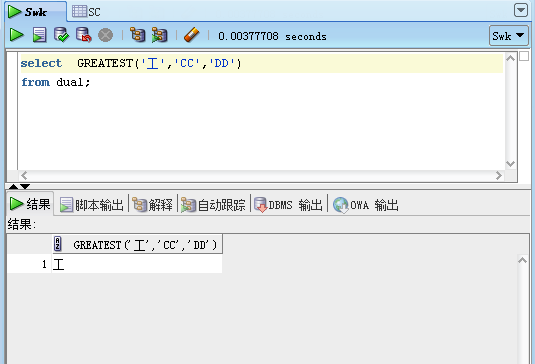 Swk
SC
0.00377708 seconds
Swk
select GREATEST('工','CC','DD')
from dual;
结果
脚本输出
解释
自动跟踪
DBMS 输出
OWA 输出
结果:
GREATEST('工','CC','DD')
1 工